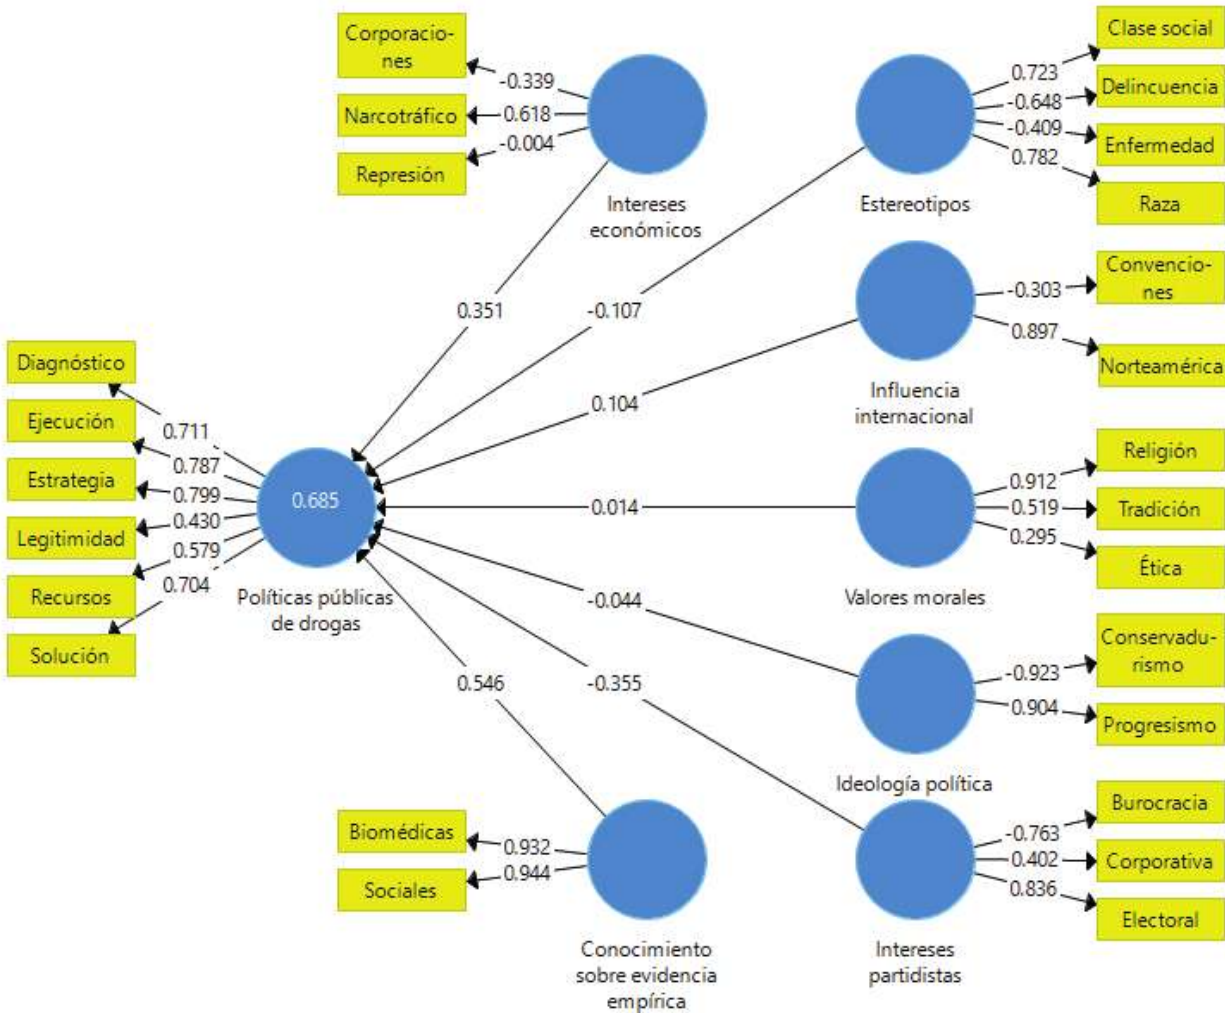 Corporacio-
nes
Narcotráfico
Represión
-0.339
0.618
-0.004
Intereses
económicos
Clase social
Delincuencia
Enfermedad
Raza
0.723
-0.648
-0.409
0.782
Estereotipos
Convencio-
nes
Norteamérica
-0.303
0.897
Influencia
internacional
0.351
-0.107
0.104
0.014
-0.044
-0.355
0.546
Diagnóstico
Ejecución
Estrategia
Legitimidad
Recursos
Solución
0.711
0.787
0.799
0.430
0.579
0.704
0.685
Políticas públicas
de drogas
Religión
Tradición
Ética
0.912
0.519
0.295
Valores morales
Conservadu-
rismo
Progresismo
-0.923
0.904
Ideología política
Burocracia
Corporativa
Electoral
-0.763
0.402
0.836
Intereses
partidistas
Biomédicas
Sociales
0.932
0.944
Conocimiento
sobre evidencia
empírica